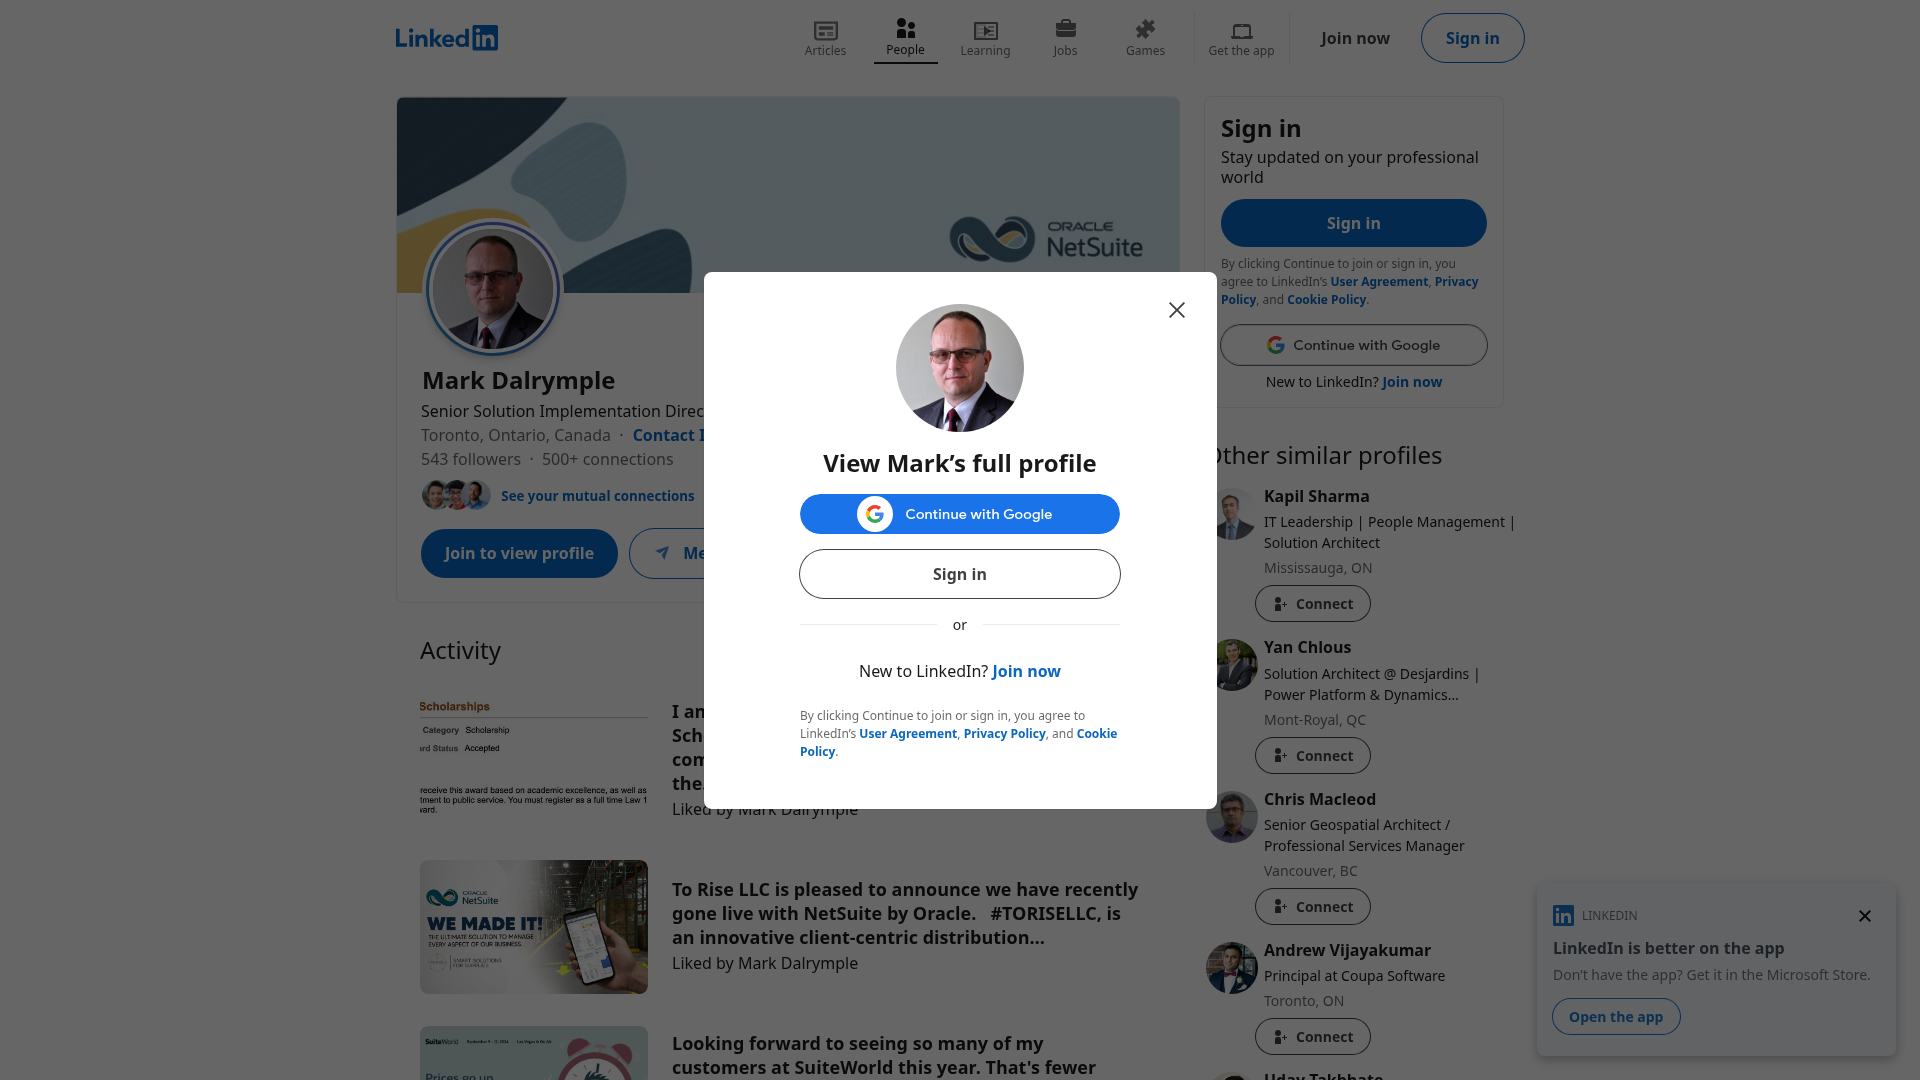 Linked in
Articles
People
Learning
Jobs
Games
Get the app
Join now
Sign in
ORACLE
NetSuite
Mark Dalrymple
Senior Solution Implementation Direc
Toronto, Ontario, Canada · Contact I
543 followers · 500+ connections
See your mutual connections
Join to view profile
Me
View Mark’s full profile
Continue with Google
Sign in
or
New to LinkedIn? Join now
By clicking Continue to join or sign in, you agree to
LinkedIn’s User Agreement, Privacy Policy, and Cookie
Policy.
Activity
Scholarships
Category Scholarship
rd Status Accepted
receive this award based on academic excellence, as well as
tment to public service. You must register as a full time Law 1
vard.
I am
Sch
com
the
Liked by Mark Dalrymple
ORACLE
NetSuite
WE MADE IT!
THE ULTIMATE SOLUTION TO MANAGE
EVERY ASPECT OF OUR BUSINESS.
To Rise LLC is pleased to announce we have recently
gone live with NetSuite by Oracle. #TORISELLC, is
an innovative client-centric distribution…
Liked by Mark Dalrymple
SuiteWorld
Prices go up
Looking forward to seeing so many of my
customers at SuiteWorld this year. That's fewer
Sign in
Stay updated on your professional
world
Sign in
By clicking Continue to join or sign in, you
agree to LinkedIn’s User Agreement, Privacy
Policy, and Cookie Policy.
Continue with Google
New to LinkedIn? Join now
Other similar profiles
Kapil Sharma
IT Leadership | People Management |
Solution Architect
Mississauga, ON
Connect
Yan Chlous
Solution Architect @ Desjardins |
Power Platform & Dynamics…
Mont-Royal, QC
Connect
Chris Macleod
Senior Geospatial Architect /
Professional Services Manager
Vancouver, BC
Connect
Andrew Vijayakumar
Principal at Coupa Software
Toronto, ON
Connect
Uday Takbhate
LINKEDIN
LinkedIn is better on the app
Don’t have the app? Get it in the Microsoft Store.
Open the app